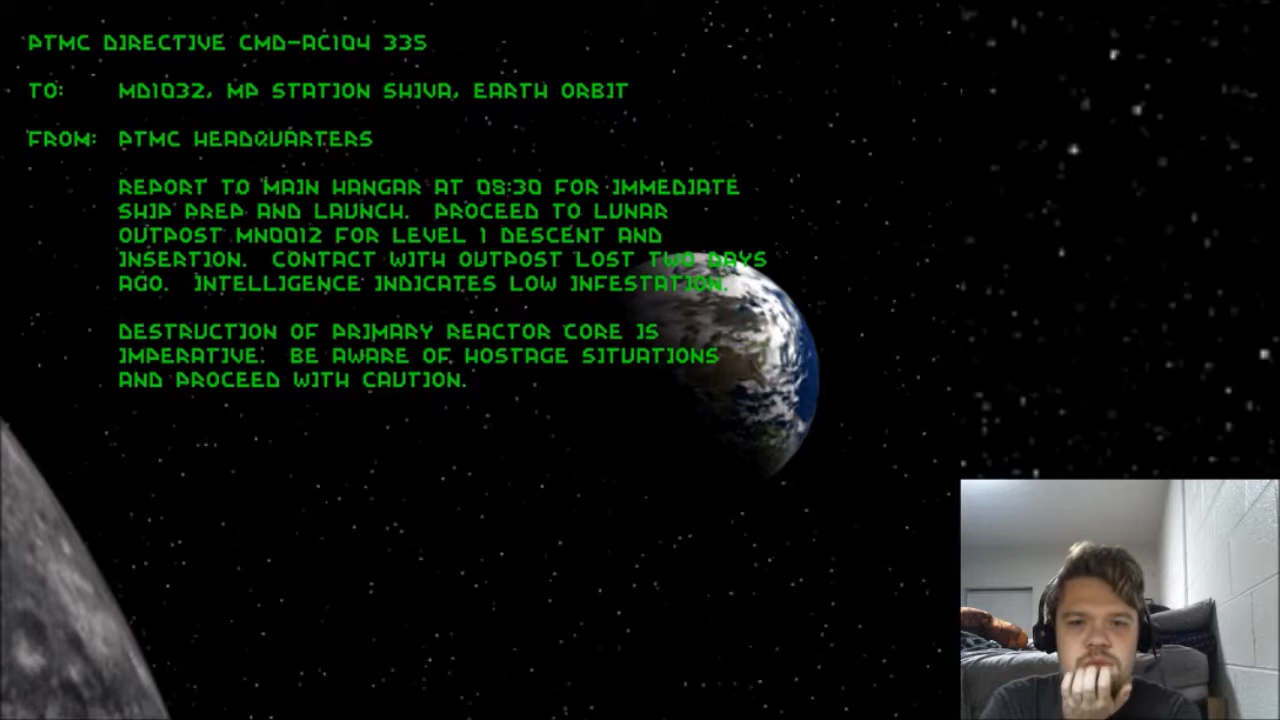 PTMC DIRECTIVE CMD-AC104 335
TO: MD1032, MP STATION SHIVA, EARTH ORBIT
FROM: PTMC HEADQUARTERS
REPORT TO MAIN HANGAR AT 08:30 FOR IMMEDIATE
SHIP PREP AND LAUNCH. PROCEED TO LUNAR
OUTPOST MN0012 FOR LEVEL 1 DESCENT AND
INSERTION. CONTACT WITH OUTPOST LOST TWO DAYS
AGO. INTELLIGENCE INDICATES LOW INFESTATION.
DESTRUCTION OF PRIMARY REACTOR CORE IS
IMPERATIVE. BE AWARE OF HOSTAGE SITUATIONS
AND PROCEED WITH CAUTION.